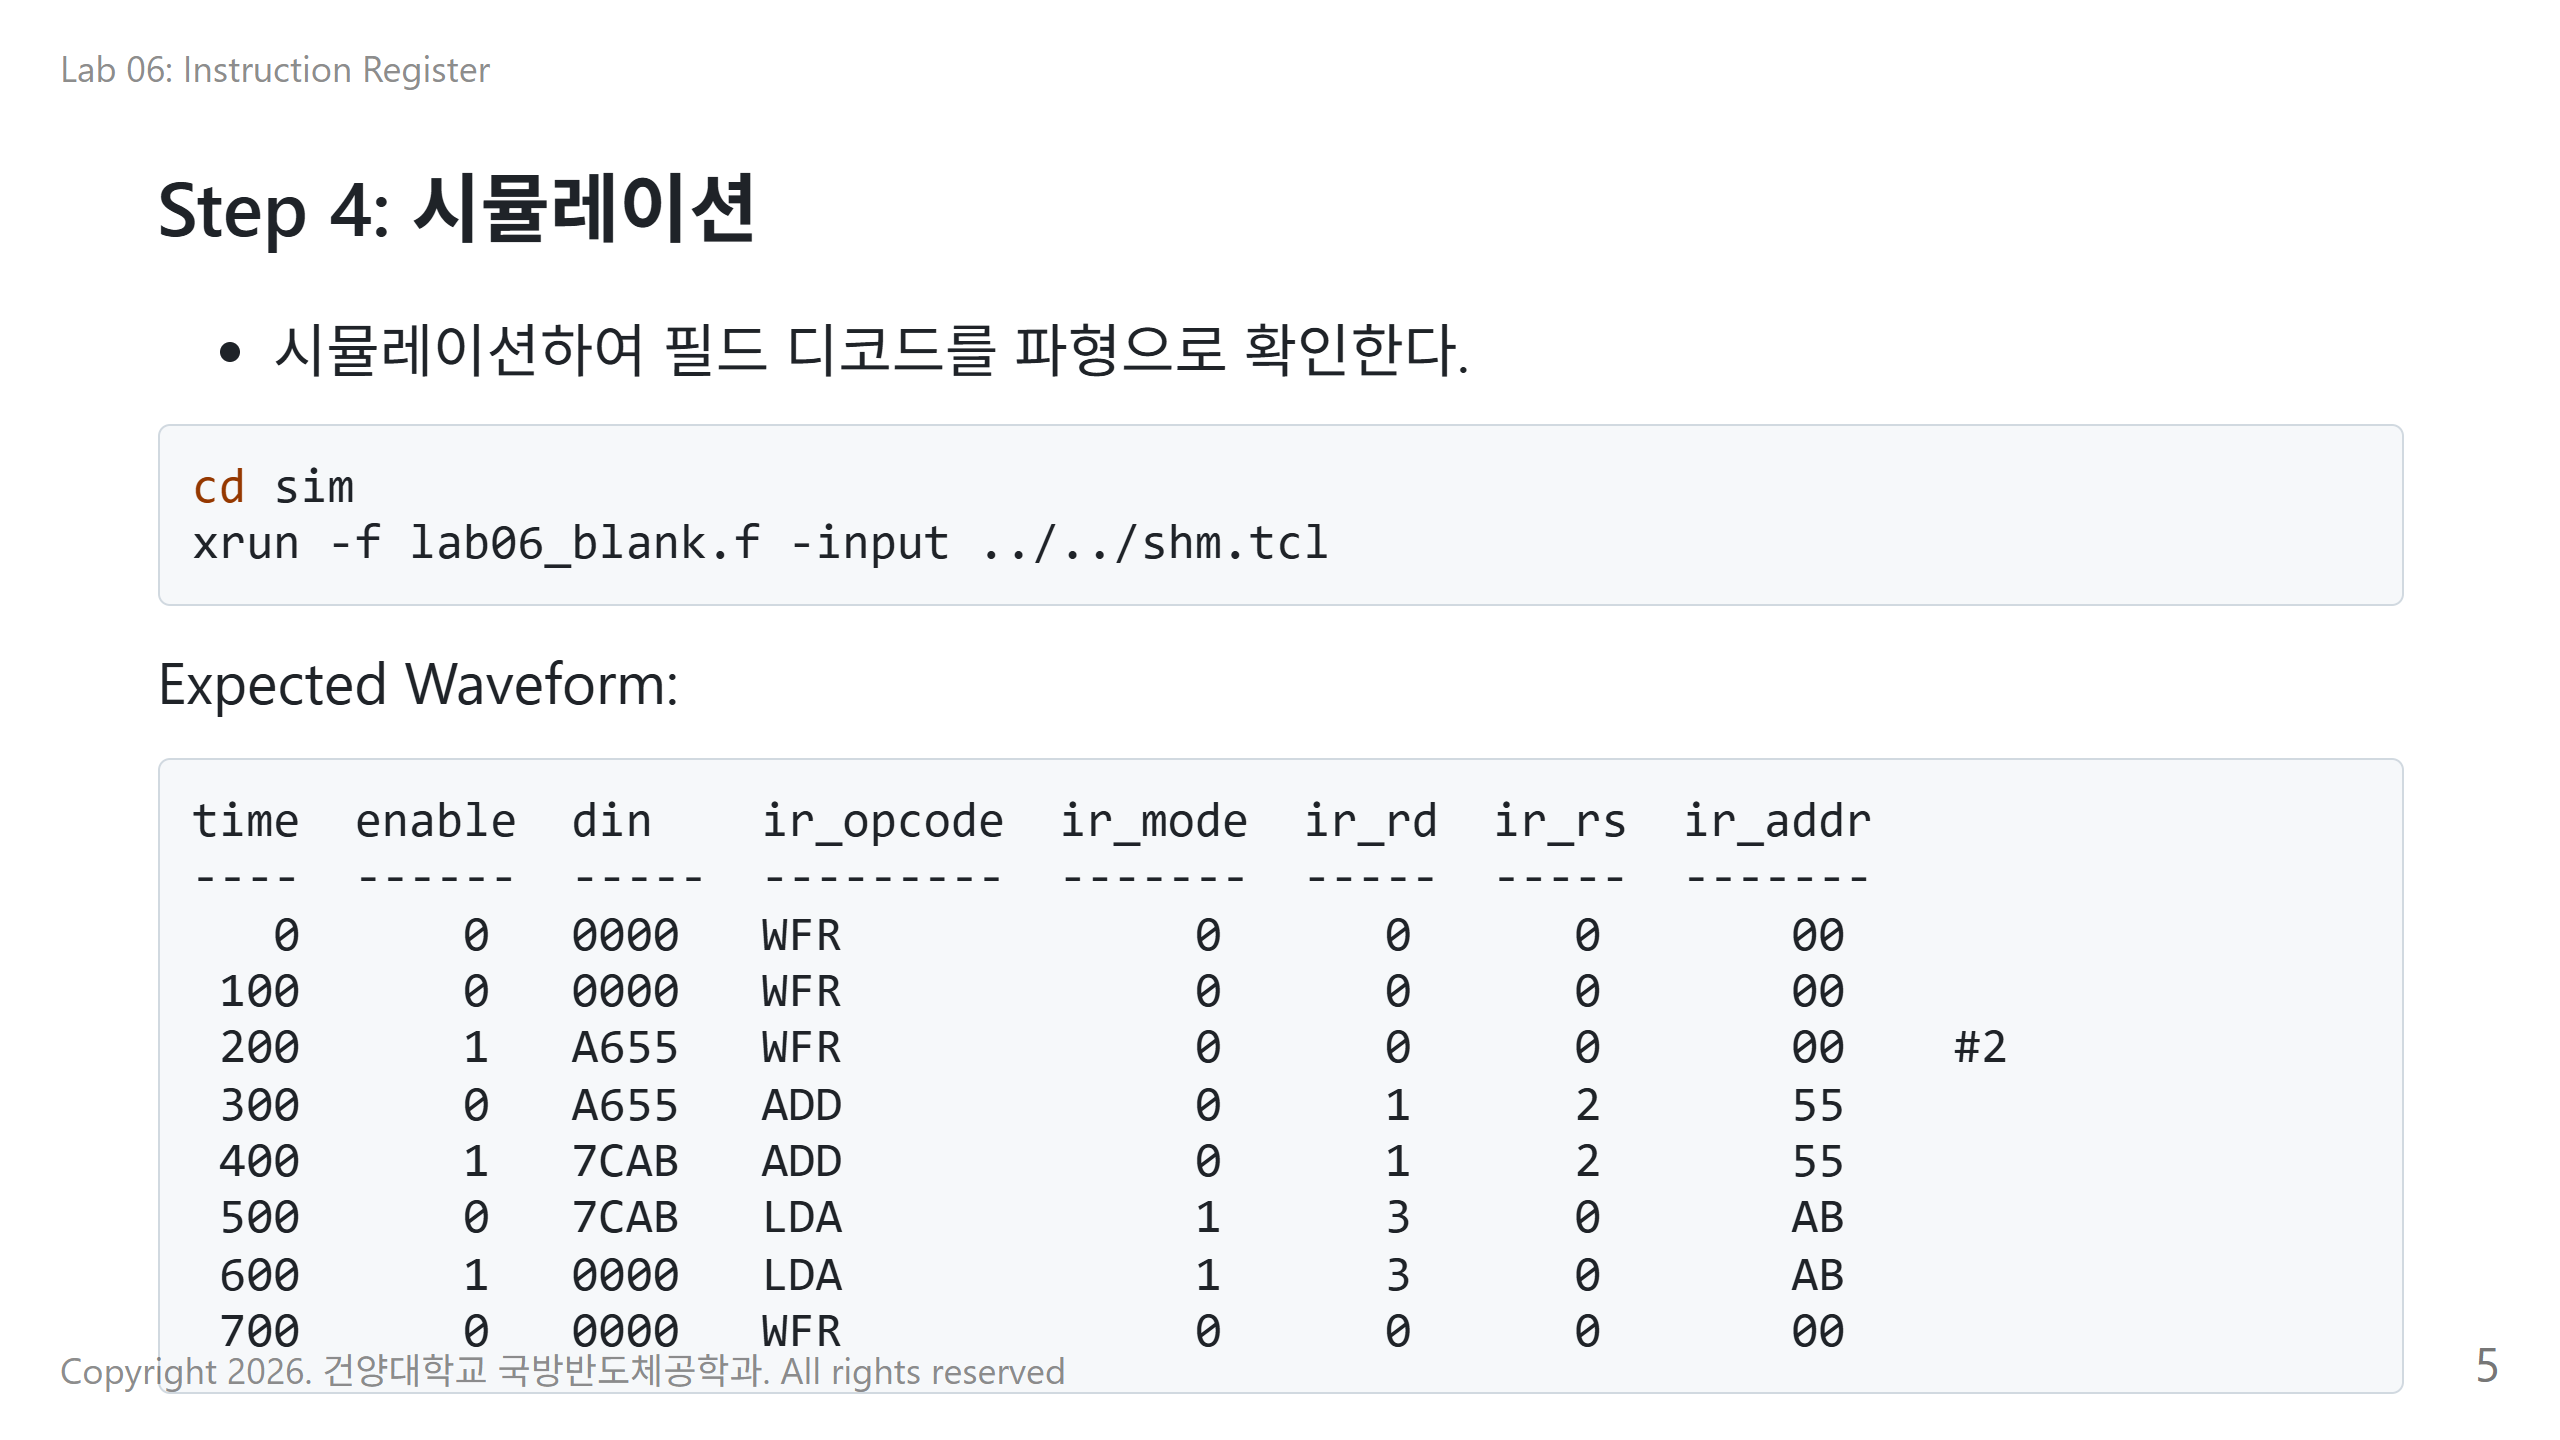 Lab 06: Instruction Register
Step 4: 시뮬레이션
• 시뮬레이션하여 필드 디코드를 파형으로 확인한다.
cd sim
xrun -f lab06_blank.f -input ../../shm.tcl
Expected Waveform:
time  enable  din    ir_opcode  ir_mode  ir_rd  ir_rs  ir_addr
----  ------  -----  ---------  -------  -----  -----  -------
   0      0   0000   WFR             0      0      0       00
 100      0   0000   WFR             0      0      0       00
 200      1   A655   WFR             0      0      0       00    #2
 300      0   A655   ADD             0      1      2       55
 400      1   7CAB   ADD             0      1      2       55
 500      0   7CAB   LDA             1      3      0       AB
 600      1   0000   LDA             1      3      0       AB
 700      0   0000   WFR             0      0      0       00
Copyright 2026. 건양대학교 국방반도체공학과. All rights reserved
5